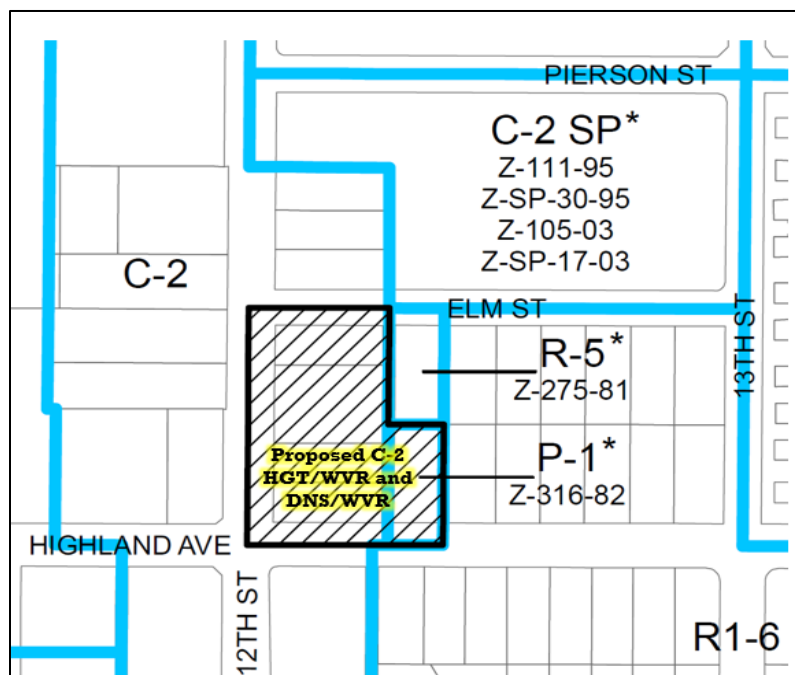 PIERSON ST
C-2 SP*
Z-111-95
Z-SP-30-95
Z-105-03
Z-SP-17-03
C-2
ELM ST
13TH ST
R-5*
Z-275-81
Proposed C-2
HGT/WVR and
DNS/WVR
P-1*
Z-316-82
HIGHLAND AVE
12TH ST
R1-6